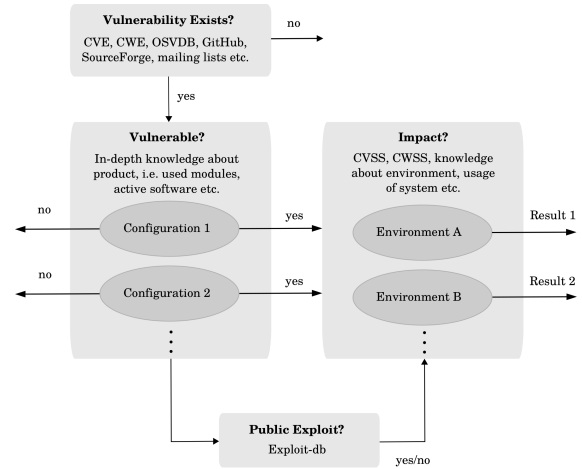 Vulnerability Exists?
no
CVE, CWE, OSVDB, GitHub,
SourceForge, mailing lists etc.
yes
Vulnerable?
In-depth knowledge about
product, i.e. used modules,
active software etc.
no
Configuration 1
yes
no
Configuration 2
yes
Impact?
CVSS, CWSS, knowledge
about environment, usage
of system etc.
Environment A
Result 1
Environment B
Result 2
Public Exploit?
Exploit-db
yes/no